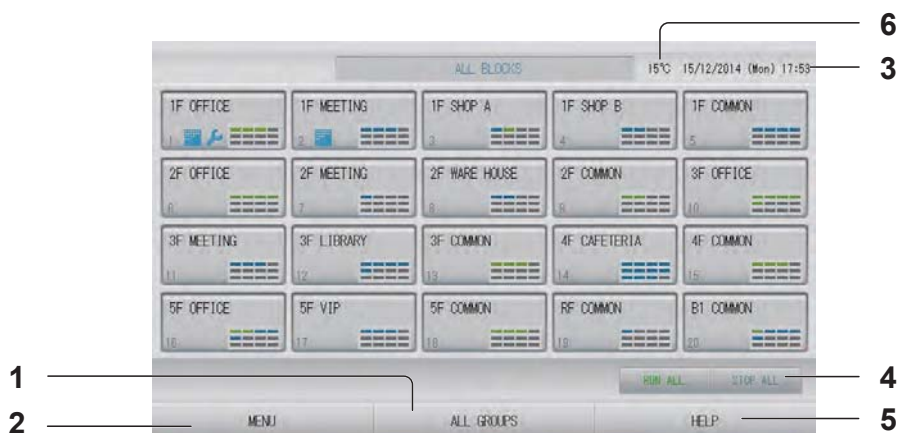 6
ALL BLOCKS 15°C 15/12/2014 (Mon) 17:53 3
1F OFFICE 1F MEETING 1F SHOP A 1F SHOP B 1F COMMON
1 2 3 4 5
2F OFFICE 2F MEETING 2F WARE HOUSE 2F COMMON 3F OFFICE
6 7 8 9 10
3F MEETING 3F LIBRARY 3F COMMON 4F CAFETERIA 4F COMMON
11 12 13 14 15
5F OFFICE 5F VIP 5F COMMON RF COMMON B1 COMMON
16 17 18 19 20
1 RUN ALL STOP ALL 4
2 MENU ALL GROUPS HELP 5